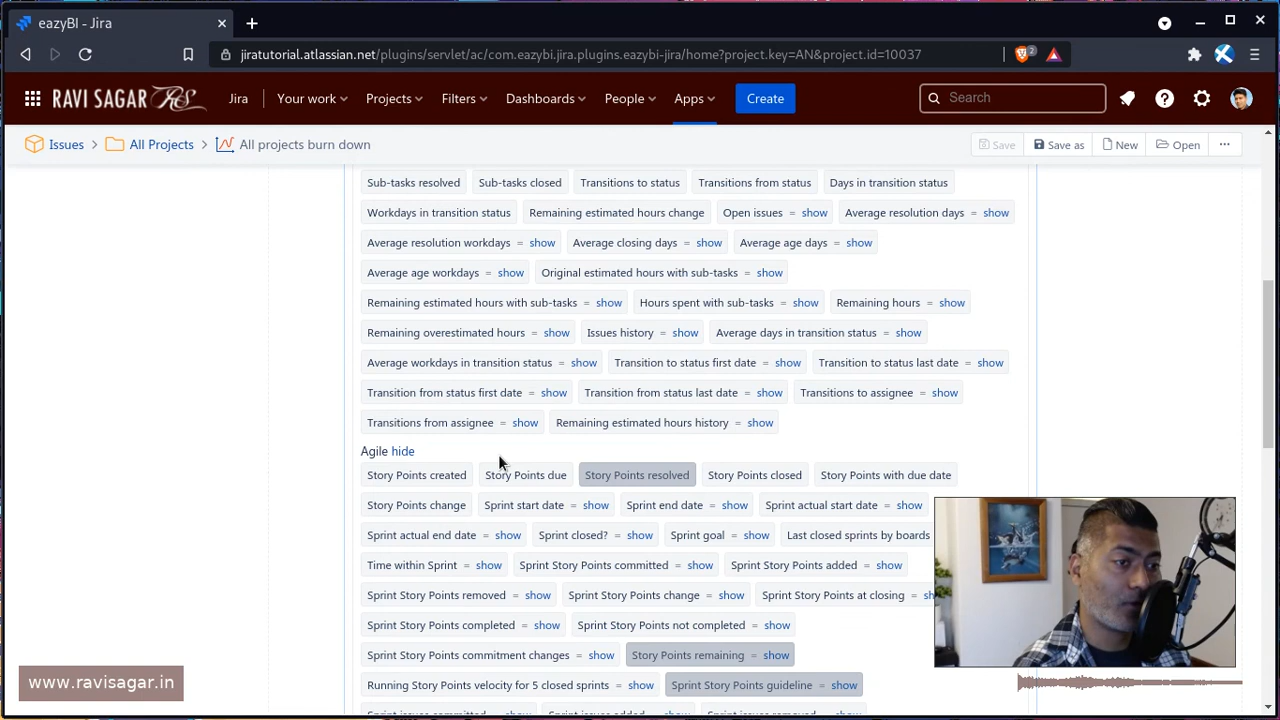 eazyBI - Jira
jiratutorial.atlassian.net/plugins/servlet/ac/com.eazybi.jira.plugins.eazybi-jira/home?project.key=AN&project.id=10037
2
RAVI SAGAR RS Jira Your work Projects Filters Dashboards People Apps Create Search
Issues All Projects All projects burn down Save Save as New Open
Sub-tasks resolved Sub-tasks closed Transitions to status Transitions from status Days in transition status
Workdays in transition status Remaining estimated hours change Open issues = show Average resolution days = show
Average resolution workdays = show Average closing days = show Average age days = show
Average age workdays = show Original estimated hours with sub-tasks = show
Remaining estimated hours with sub-tasks = show Hours spent with sub-tasks = show Remaining hours = show
Remaining overestimated hours = show Issues history = show Average days in transition status = show
Average workdays in transition status = show Transition to status first date = show Transition to status last date = show
Transition from status first date = show Transition from status last date = show Transitions to assignee = show
Transitions from assignee = show Remaining estimated hours history = show
Agile hide
Story Points created Story Points due Story Points resolved Story Points closed Story Points with due date
Story Points change Sprint start date = show Sprint end date = show Sprint actual start date = show
Sprint actual end date = show Sprint closed? = show Sprint goal = show Last closed sprints by boards
Time within Sprint = show Sprint Story Points committed = show Sprint Story Points added = show
Sprint Story Points removed = show Sprint Story Points change = show Sprint Story Points at closing = sh
Sprint Story Points completed = show Sprint Story Points not completed = show
Sprint Story Points commitment changes = show Story Points remaining = show
Running Story Points velocity for 5 closed sprints = show Sprint Story Points guideline = show
Sprint issues committed = show Sprint issues added = show Sprint issues removed = show
www.ravisagar.in